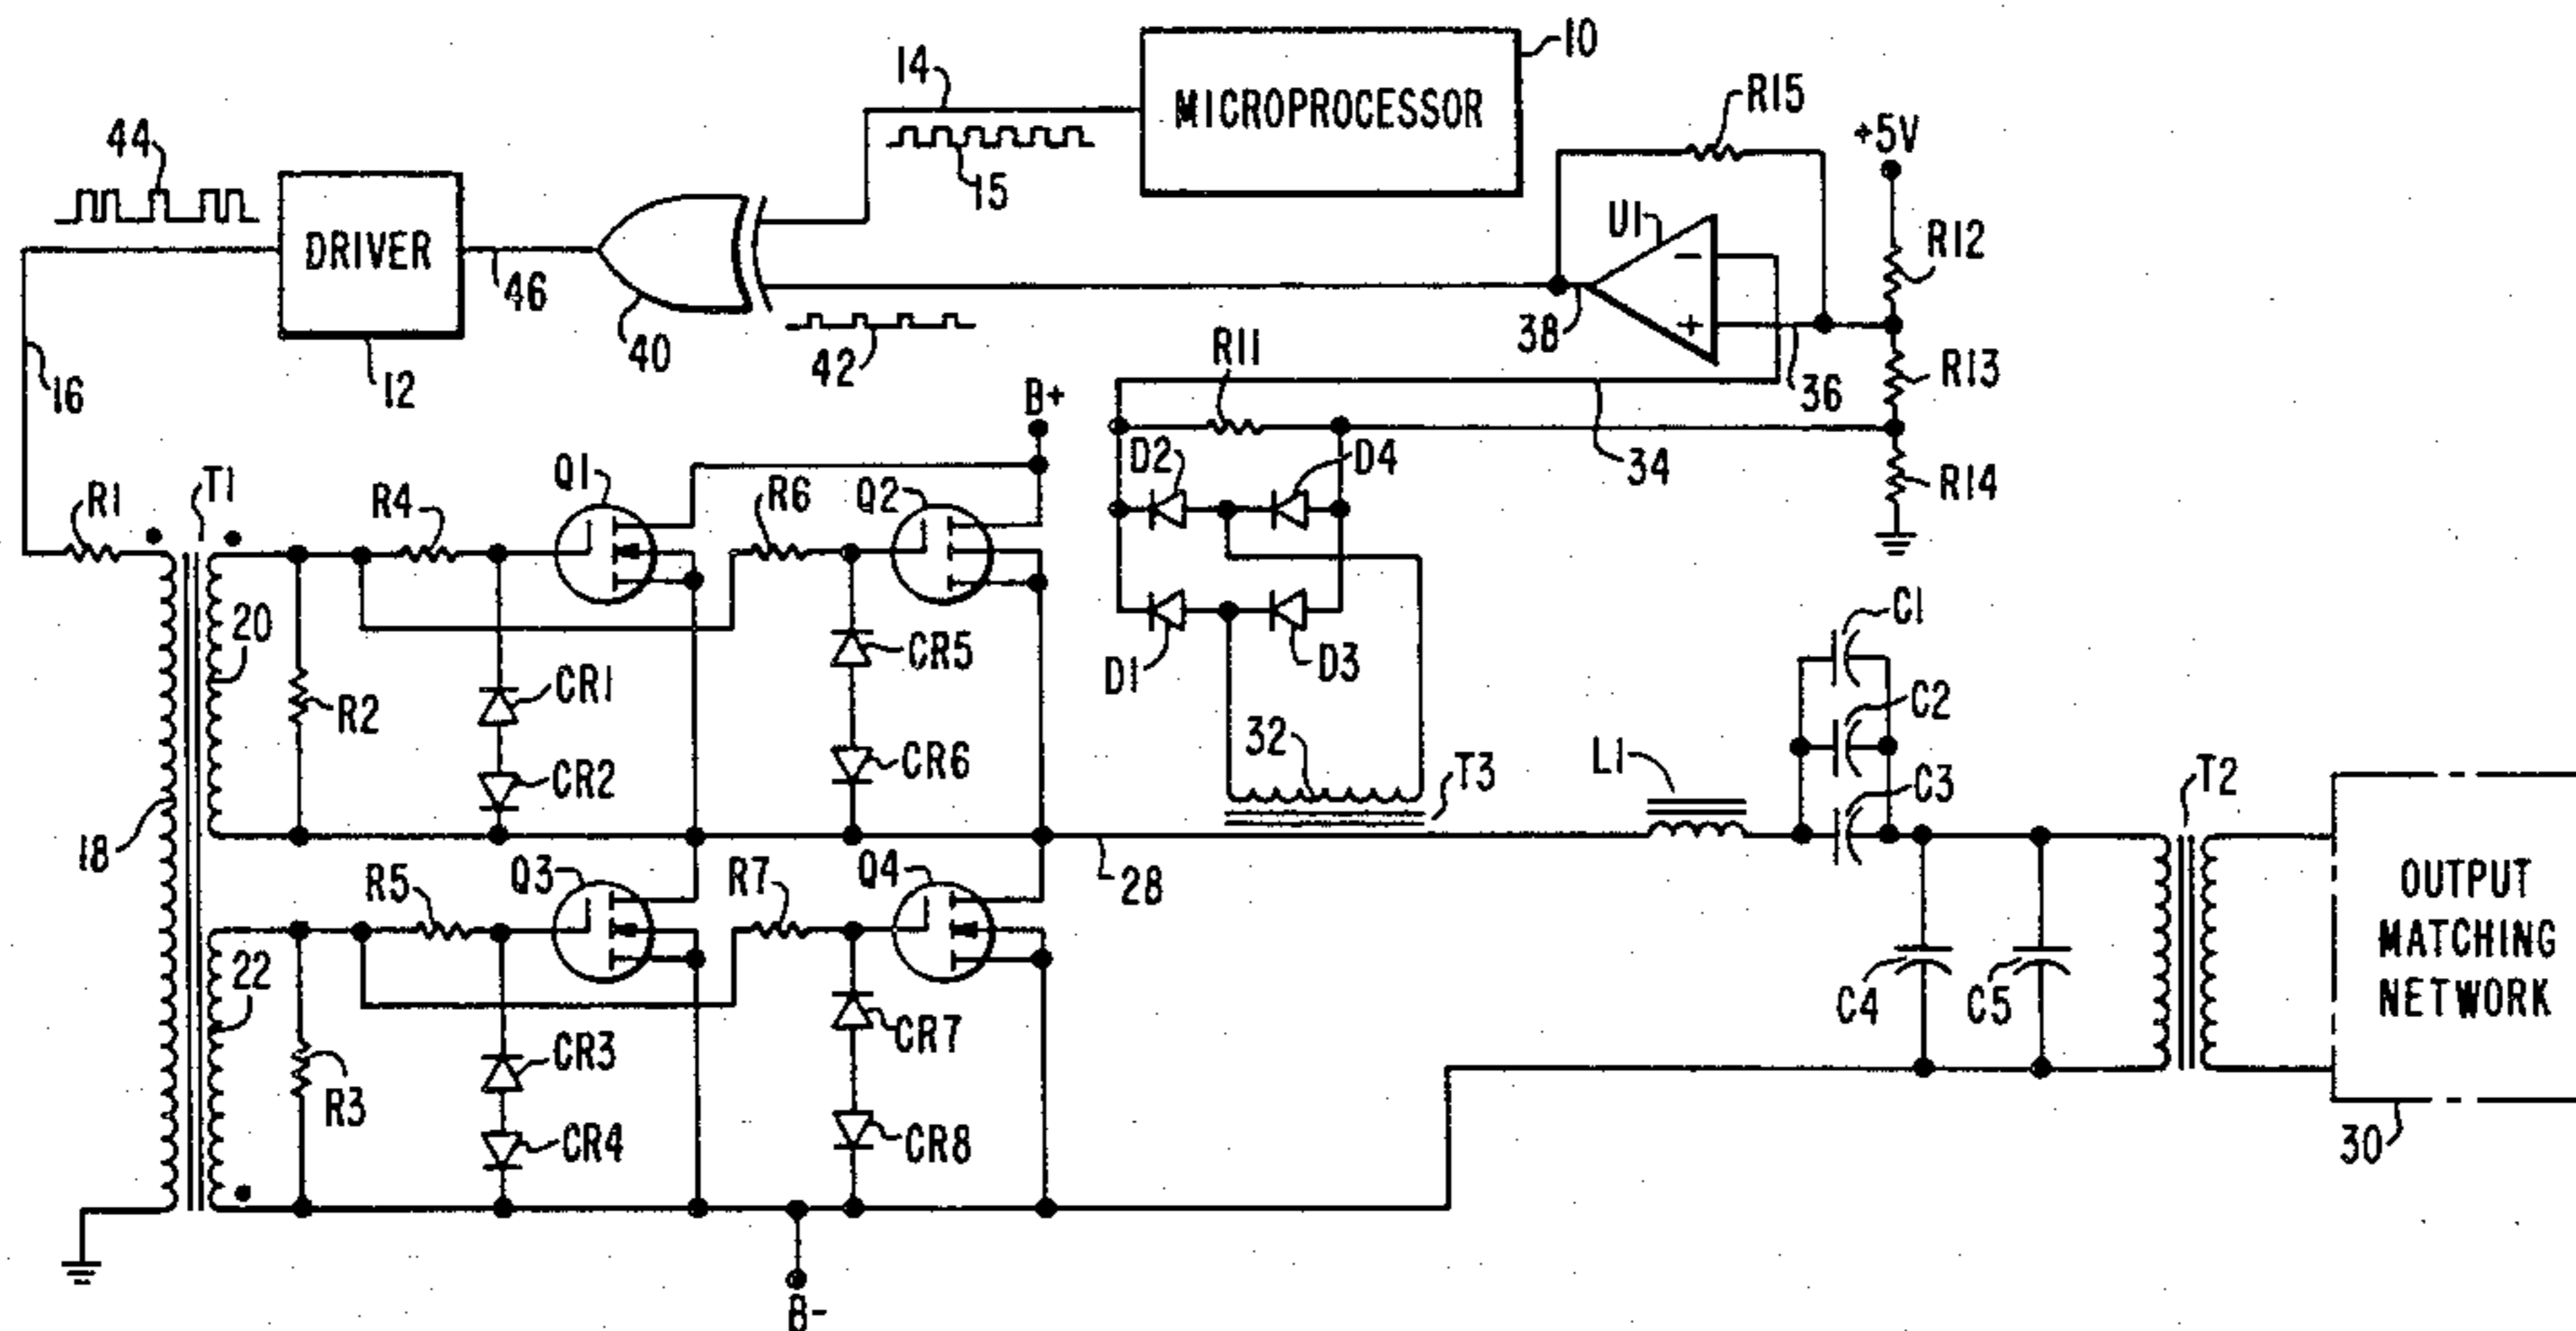 10
14
MICROPROCESSOR
R15
+5V
44
15
DRIVER
U1
-
+
R12
46
40
42
38
R11
36
R13
16
12
B+
34
D2
D4
R14
R1
T1
R4
Q1
R6
Q2
20
CR1
CR5
D1
D3
C1
R2
CR2
CR6
32
T3
L1
C2
C3
T2
18
R5
Q3
R7
Q4
28
OUTPUT
MATCHING
NETWORK
22
C4
C5
R3
CR3
CR7
CR4
CR8
30
B-